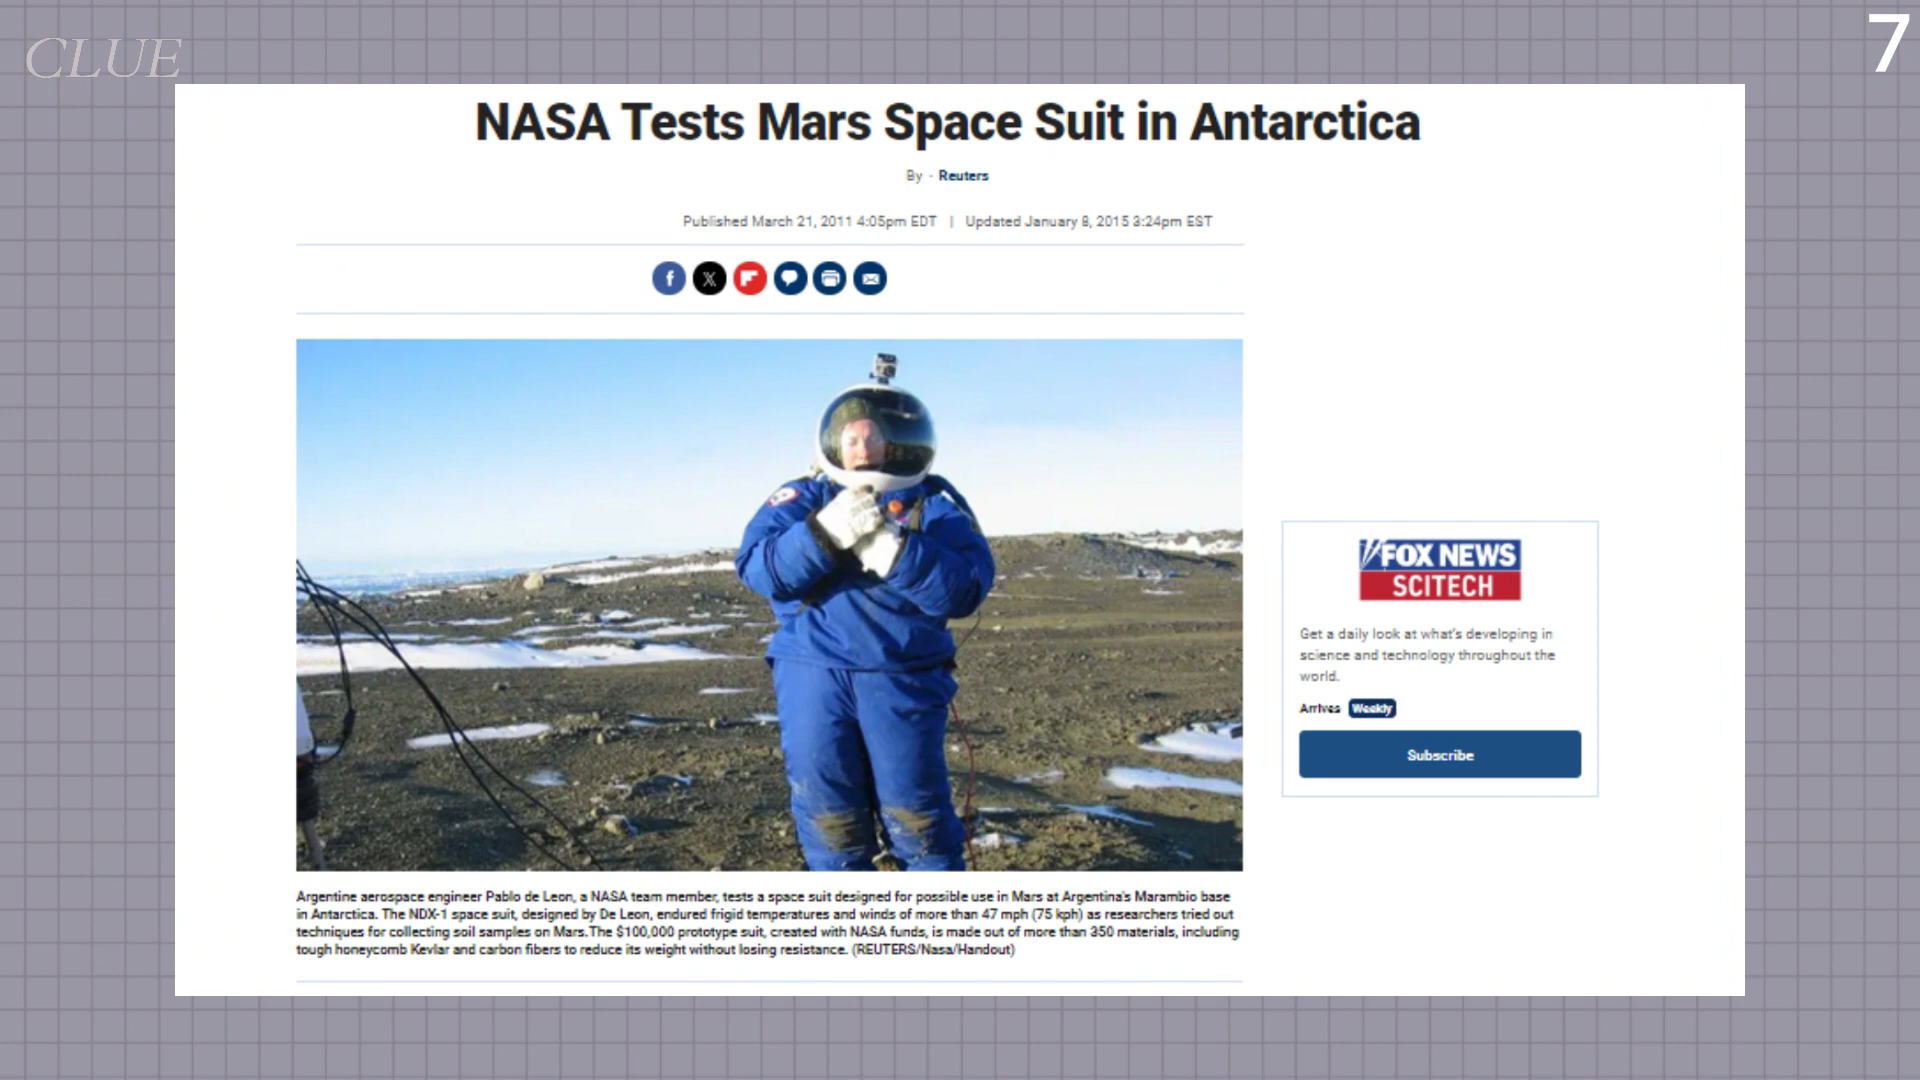 CLUE
7
NASA Tests Mars Space Suit in Antarctica
By - Reuters
Published March 21, 2011 4:05pm EDT | Updated January 8, 2015 3:24pm EST
FOX NEWS
SCITECH
Get a daily look at what's developing in
science and technology throughout the
world.
Arrives Weekly
Subscribe
Argentine aerospace engineer Pablo de Leon, a NASA team member, tests a space suit designed for possible use in Mars at Argentina's Marambio base
in Antarctica. The NDX-1 space suit, designed by De Leon, endured frigid temperatures and winds of more than 47 mph (75 kph) as researchers tried out
techniques for collecting soil samples on Mars.The $100,000 prototype suit, created with NASA funds, is made out of more than 350 materials, including
tough honeycomb Kevlar and carbon fibers to reduce its weight without losing resistance. (REUTERS/Nasa/Handout)